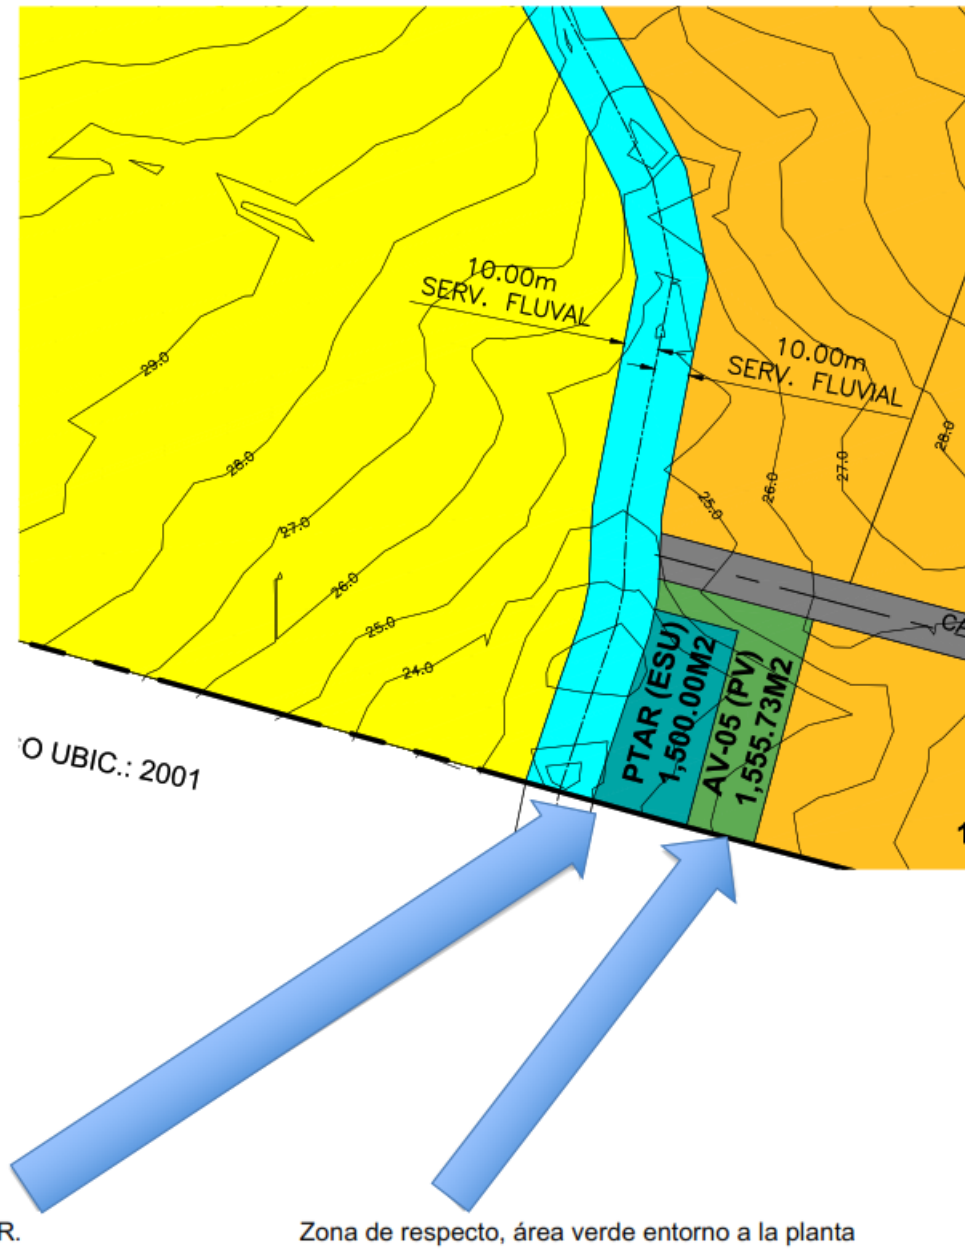 10.00m
SERV. FLUVAL
10.00m
SERV. FLUVIAL
29.0
28.0
27.0
26.0
25.0
24.0
25.0
26.0
27.0
28.0
PTAR (ESU)
1,500.00M2
AV-05 (PV)
1,555.73M2
O UBIC.: 2001
R.
Zona de respecto, área verde entorno a la planta